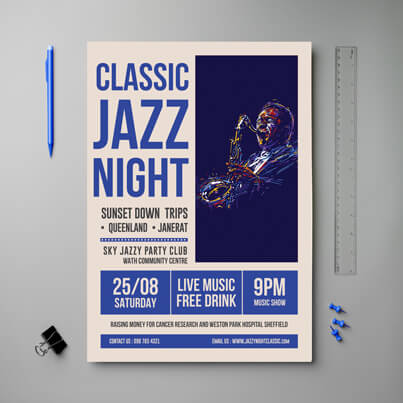 CLASSIC
JAZZ
NIGHT
SUNSET DOWN TRIPS
• QUEENLAND • JANERAT
SKY JAZZY PARTY CLUB
WATH COMMUNITY CENTRE
25/08
SATURDAY
LIVE MUSIC
FREE DRINK
9PM
MUSIC SHOW
RAISING MONEY FOR CANCER RESEARCH AND WESTON PARK HOSPITAL SHEFFIELD
CONTACT US : 098 765 4321
EMAIL US : WWW.JAZZYNIGHTCLASSIC.COM